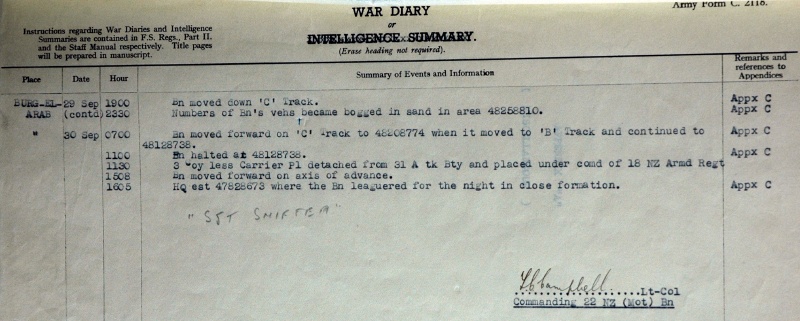 Army Form C. 2118.
WAR DIARY
or
INTELLIGENCE SUMMARY.
(Erase heading not required).
Instructions regarding War Diaries and Intelligence
Summaries are contained in F.S. Regs., Part II.
and the Staff Manual respectively. Title pages
will be prepared in manuscript.
Place Date Hour Summary of Events and Information Remarks and references to Appendices
BURG-EL- 29 Sep 1900 Bn moved down 'C' Track. Appx C
ARAB (contd) 2330 Numbers of Bn's vehs became bogged in sand in area 48258810. Appx C
" 30 Sep 0700 Bn moved forward on 'C' Track to 48208774 when it moved to 'B' Track and continued to Appx C
48128738.
1100 Bn halted at 48128738. Appx C
1130 3 Coy less Carrier Pl detached from 31 A tk Bty and placed under comd of 18 NZ Armd Regt
1508 Bn moved forward on axis of advance.
1605 HQ est 47828673 where the Bn leaguered for the night in close formation. Appx C
"SGT SHIFTER"
Campbell Lt-Col
Commanding 22 NZ (Mot) Bn